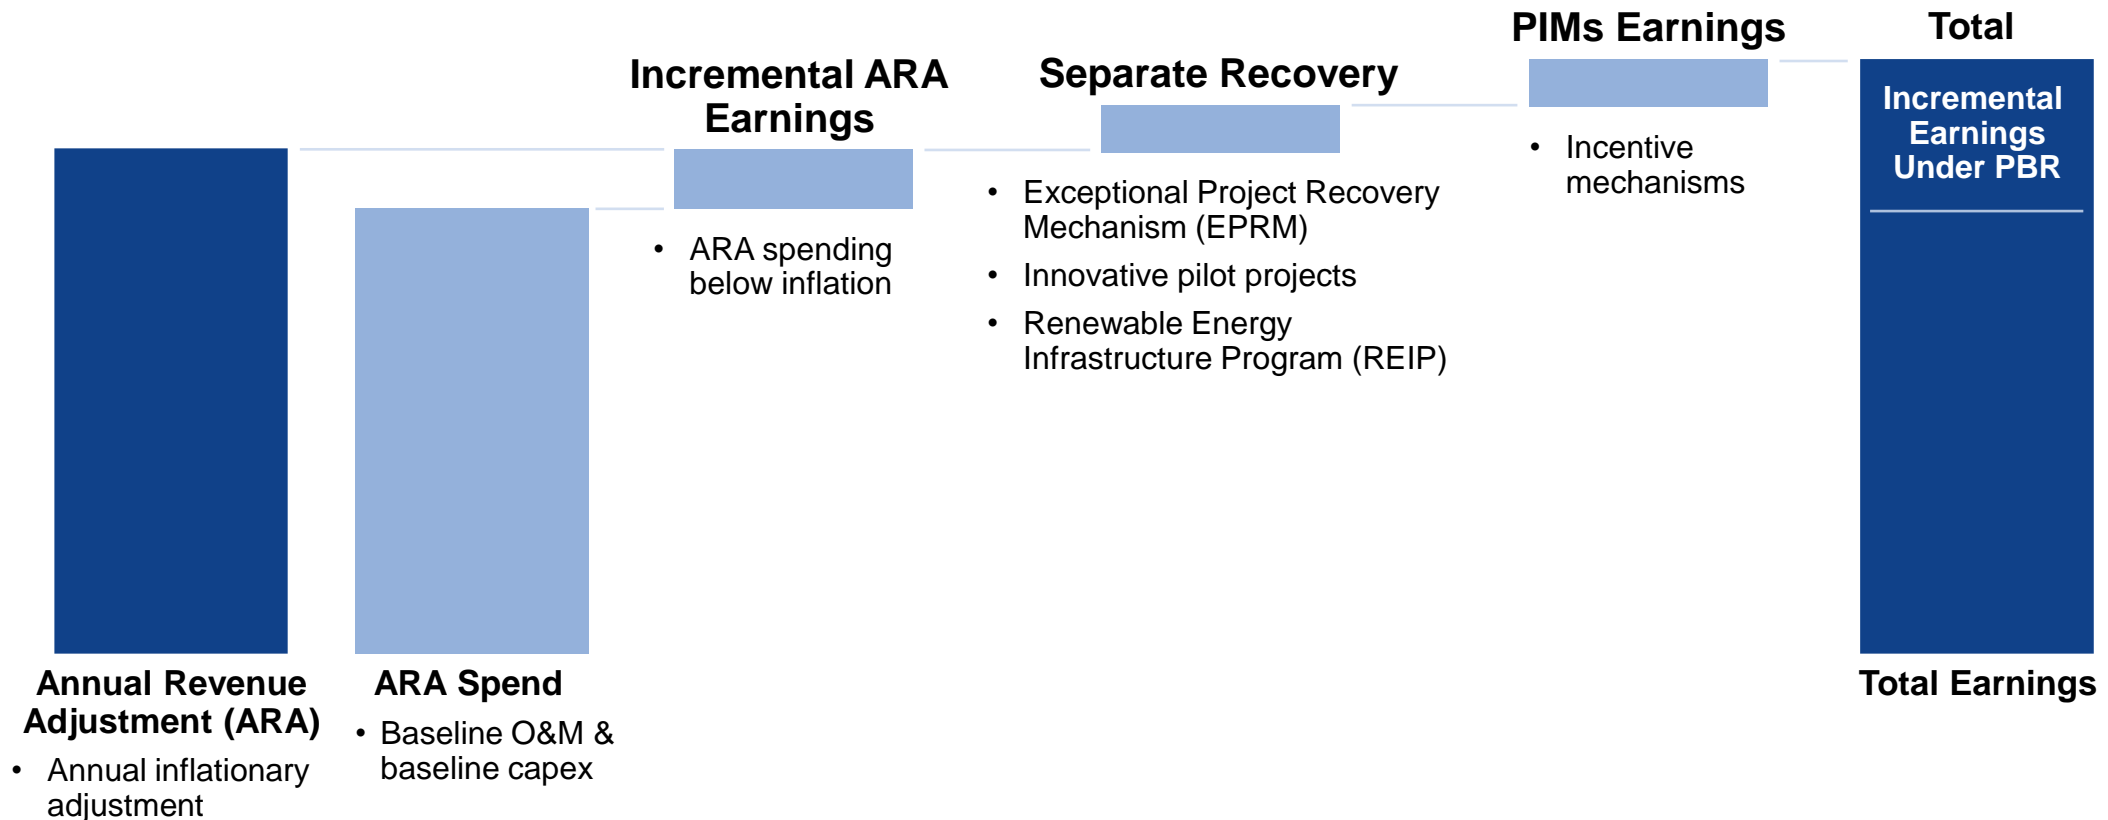 Annual Revenue
Adjustment (ARA)
• Annual inflationary
adjustment
ARA Spend
• Baseline O&M &
baseline capex
Incremental ARA
Earnings
• ARA spending
below inflation
Separate Recovery
• Exceptional Project Recovery
Mechanism (EPRM)
• Innovative pilot projects
• Renewable Energy
Infrastructure Program (REIP)
PIMs Earnings
• Incentive
mechanisms
Total
Incremental
Earnings
Under PBR
Total Earnings